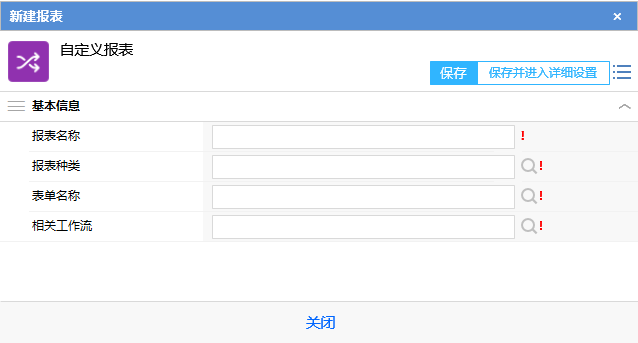 新建报表
自定义报表
保存 保存并进入详细设置
基本信息
报表名称 !
报表种类 !
表单名称 !
相关工作流 !
关闭